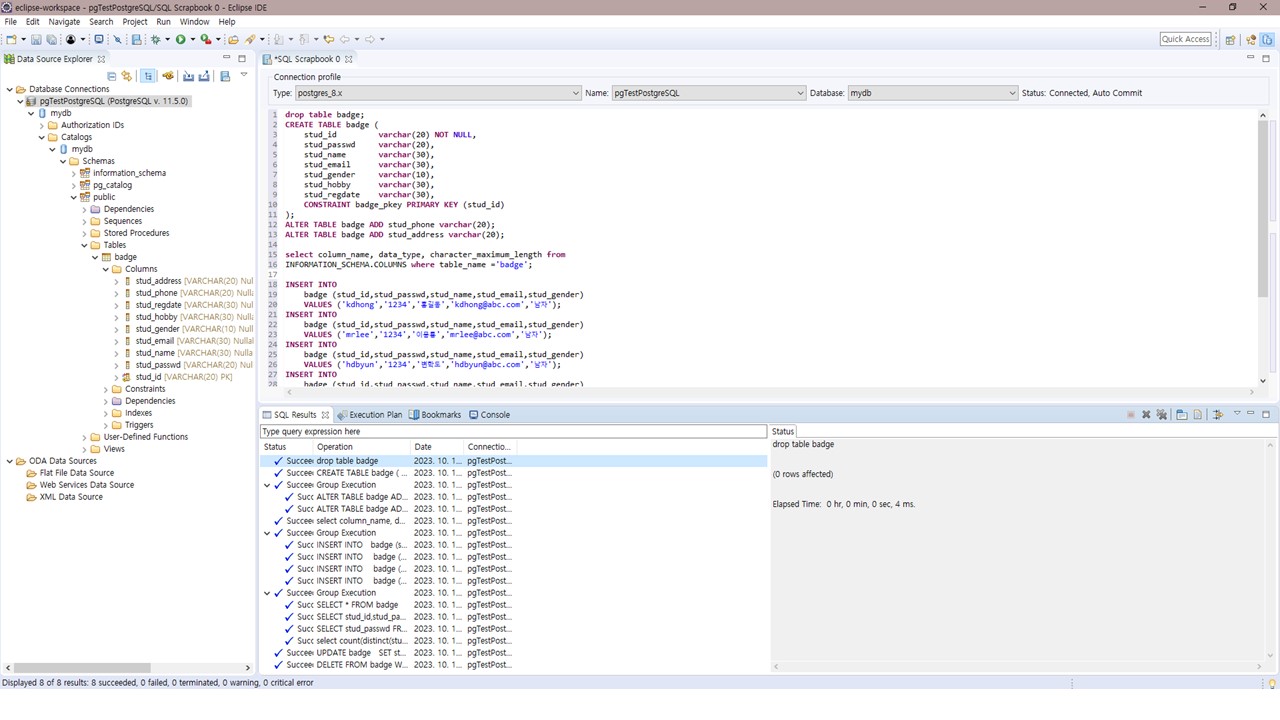 eclipse-workspace - pgTestPostgreSQL/SQL Scrapbook 0 - Eclipse IDE
File Edit Navigate Search Project Run Window Help
Quick Access
Data Source Explorer
Database Connections
pgTestPostgreSQL (PostgreSQL v. 11.5.0)
mydb
Authorization IDs
Catalogs
mydb
Schemas
information_schema
pg_catalog
public
Dependencies
Sequences
Stored Procedures
Tables
badge
Columns
stud_address [VARCHAR(20) Nul
stud_phone [VARCHAR(20) Nulla
stud_regdate [VARCHAR(30) Nul
stud_hobby [VARCHAR(30) Nulla
stud_gender [VARCHAR(10) Nulla
stud_email [VARCHAR(30) Nullal
stud_name [VARCHAR(30) Nulla
stud_passwd [VARCHAR(20) Nul
stud_id [VARCHAR(20) PK]
Constraints
Dependencies
Indexes
Triggers
User-Defined Functions
Views
ODA Data Sources
Flat File Data Source
Web Services Data Source
XML Data Source
*SQL Scrapbook 0
Connection profile
Type: postgres_8.x Name: pgTestPostgreSQL Database: mydb Status: Connected, Auto Commit
1 drop table badge;
2 CREATE TABLE badge (
3 stud_id varchar(20) NOT NULL,
4 stud_passwd varchar(20),
5 stud_name varchar(30),
6 stud_email varchar(30),
7 stud_gender varchar(10),
8 stud_hobby varchar(30),
9 stud_regdate varchar(30),
10 CONSTRAINT badge_pkey PRIMARY KEY (stud_id)
11 );
12 ALTER TABLE badge ADD stud_phone varchar(20);
13 ALTER TABLE badge ADD stud_address varchar(20);
14
15 select column_name, data_type, character_maximum_length from
16 INFORMATION_SCHEMA.COLUMNS where table_name ='badge';
17
18 INSERT INTO
19 badge (stud_id,stud_passwd,stud_name,stud_email,stud_gender)
20 VALUES ('kdhong','1234','홍길동','kdhong@abc.com','남자');
21 INSERT INTO
22 badge (stud_id,stud_passwd,stud_name,stud_email,stud_gender)
23 VALUES ('mrlee','1234','이몽룡','mrlee@abc.com','남자');
24 INSERT INTO
25 badge (stud_id,stud_passwd,stud_name,stud_email,stud_gender)
26 VALUES ('hdbyun','1234','변학도','hdbyun@abc.com','남자');
27 INSERT INTO
28 badge (stud_id,stud_passwd,stud_name,stud_email,stud_gender)
SQL Results Execution Plan Bookmarks Console
Type query expression here
Status Operation Date Connectio...
Succee drop table badge 2023. 10. 1... pgTestPost...
Succee CREATE TABLE badge ( ... 2023. 10. 1... pgTestPost...
Succee Group Execution 2023. 10. 1... pgTestPost...
Succ ALTER TABLE badge AD... 2023. 10. 1... pgTestPost...
Succ ALTER TABLE badge AD... 2023. 10. 1... pgTestPost...
Succee select column_name, d... 2023. 10. 1... pgTestPost...
Succee Group Execution 2023. 10. 1... pgTestPost...
Succ INSERT INTO badge (s... 2023. 10. 1... pgTestPost...
Succ INSERT INTO badge (... 2023. 10. 1... pgTestPost...
Succ INSERT INTO badge (... 2023. 10. 1... pgTestPost...
Succ INSERT INTO badge (... 2023. 10. 1... pgTestPost...
Succee Group Execution 2023. 10. 1... pgTestPost...
Succ SELECT * FROM badge 2023. 10. 1... pgTestPost...
Succ SELECT stud_id,stud_pa... 2023. 10. 1... pgTestPost...
Succ SELECT stud_passwd FR... 2023. 10. 1... pgTestPost...
Succ select count(distinct(stu... 2023. 10. 1... pgTestPost...
Succee UPDATE badge SET st... 2023. 10. 1... pgTestPost...
Succee DELETE FROM badge W... 2023. 10. 1... pgTestPost...
Status
drop table badge
(0 rows affected)
Elapsed Time: 0 hr, 0 min, 0 sec, 4 ms.
Displayed 8 of 8 results: 8 succeeded, 0 failed, 0 terminated, 0 warning, 0 critical error